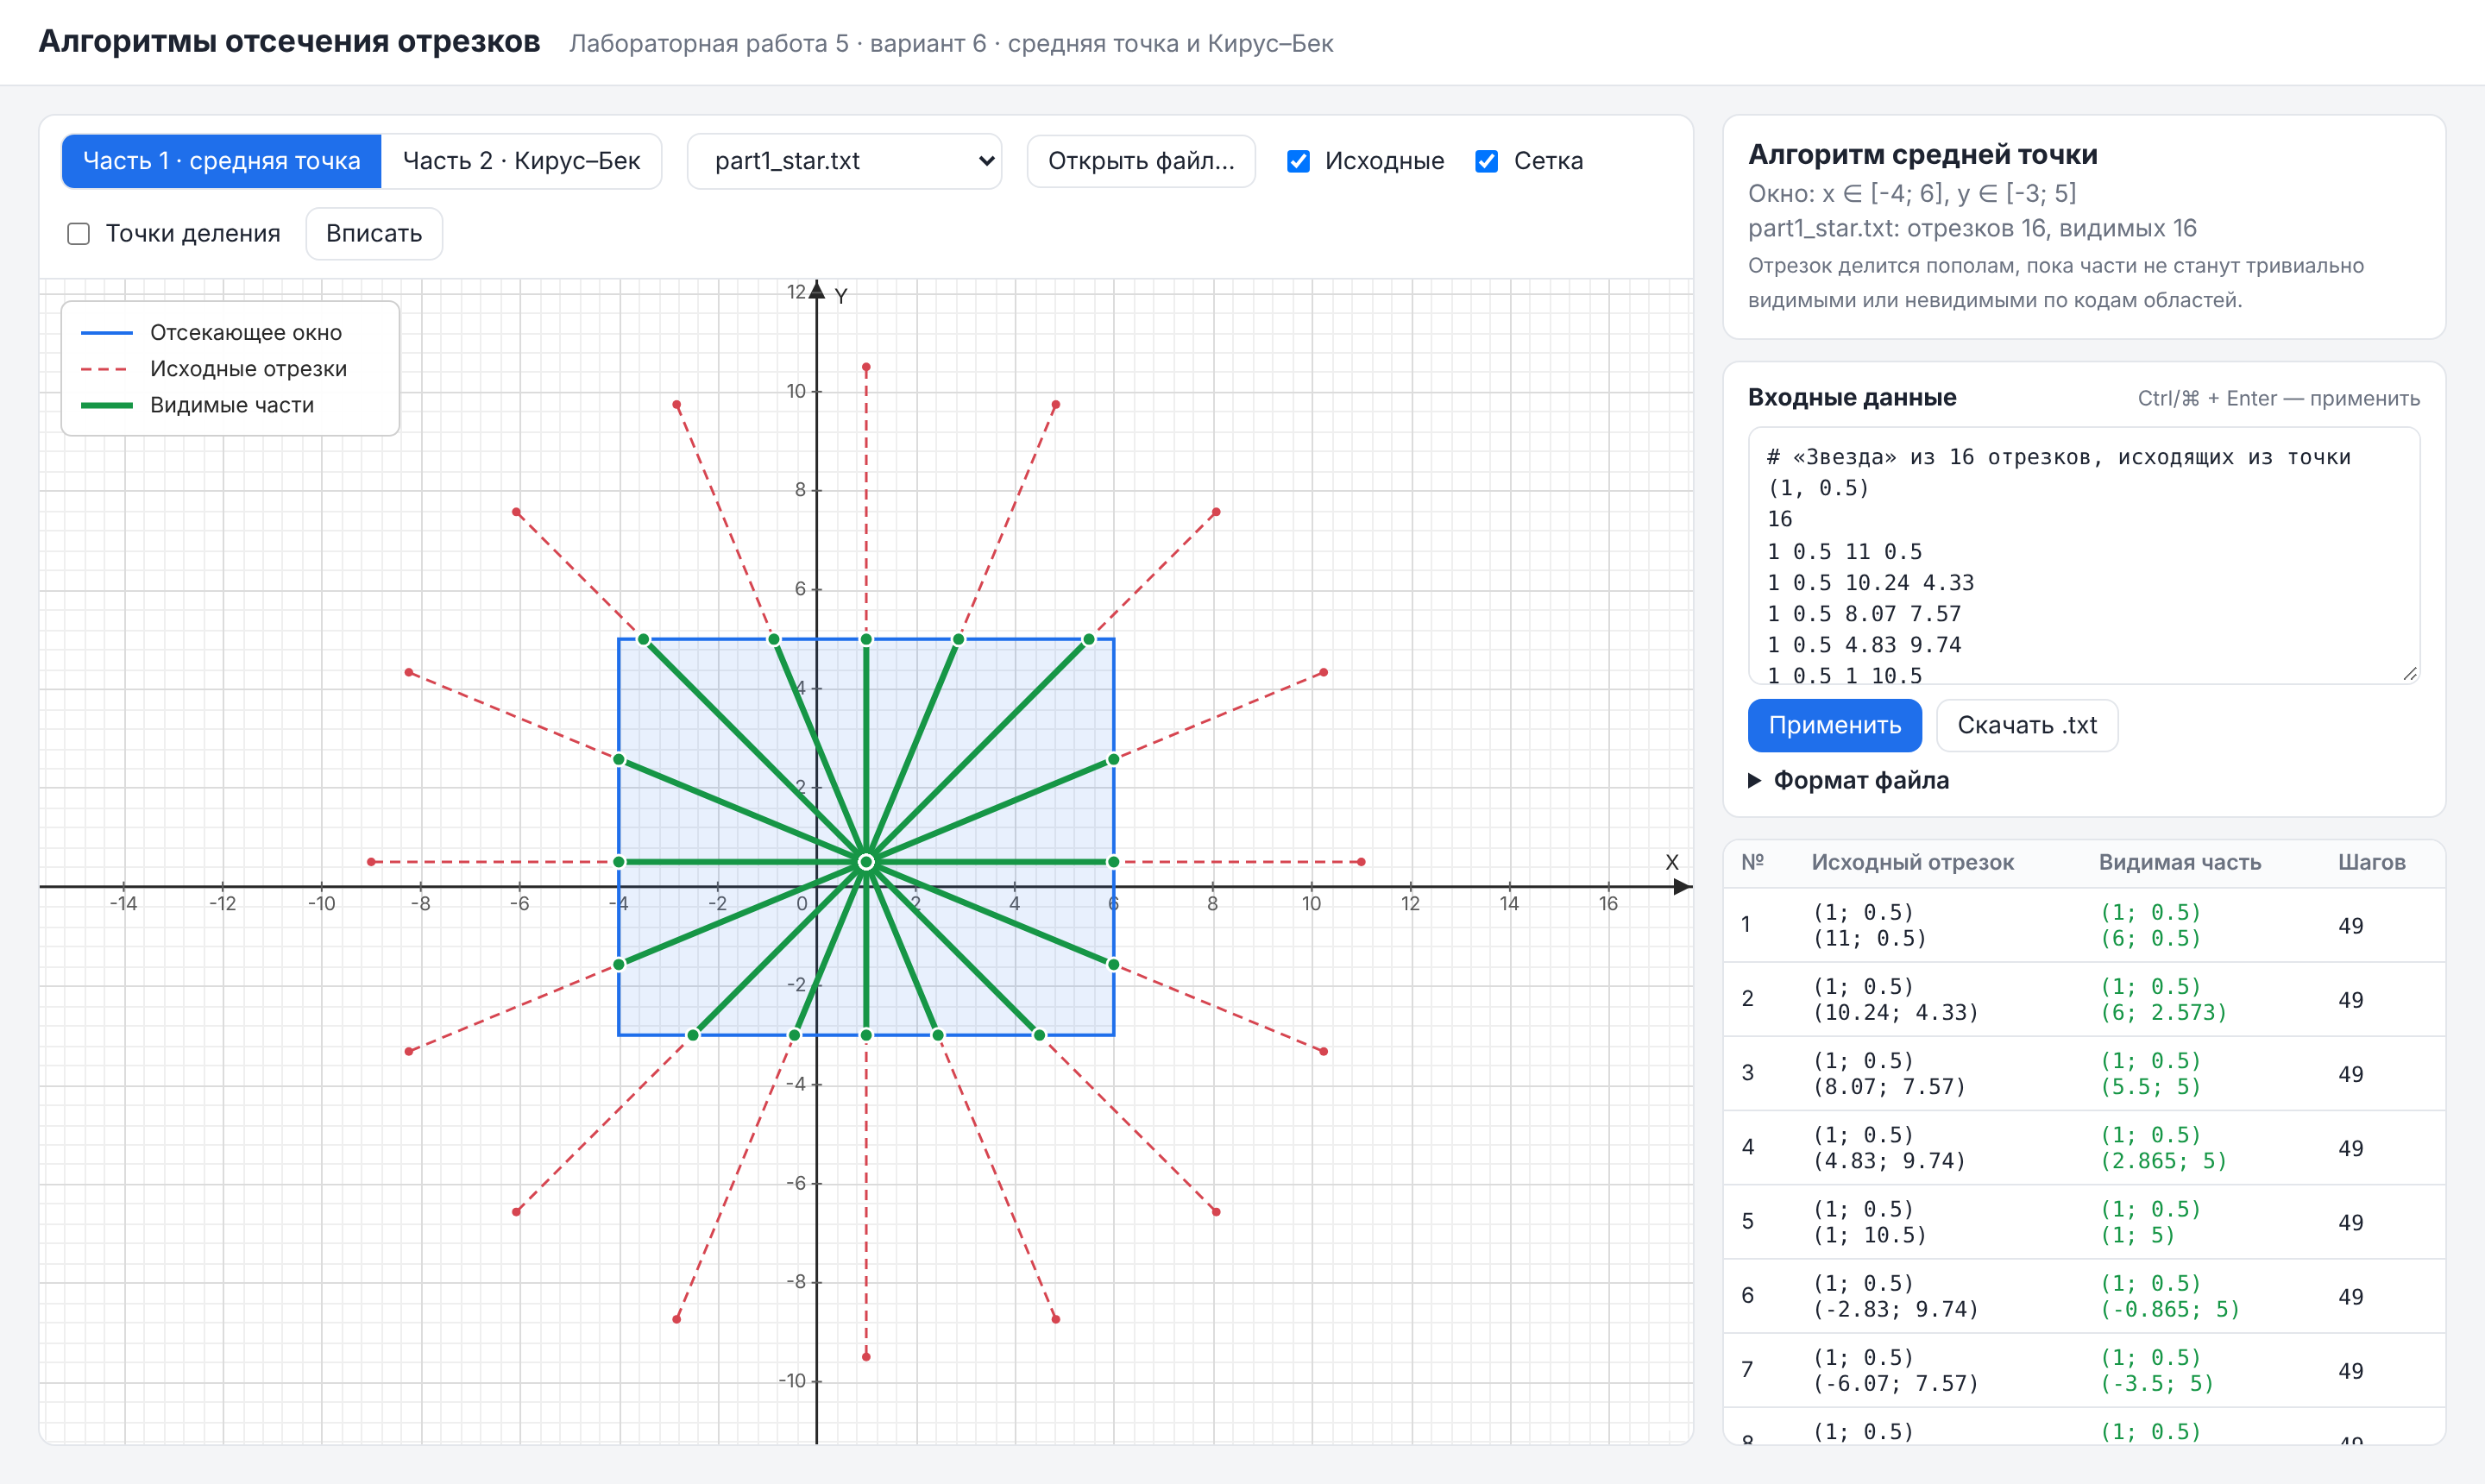 Алгоритмы отсечения отрезков
Лабораторная работа 5 · вариант 6 · средняя точка и Кирус–Бек
Часть 1 · средняя точка
Часть 2 · Кирус–Бек
part1_star.txt
Открыть файл...
Исходные
Сетка
Точки деления
Вписать
Отсекающее окно
Исходные отрезки
Видимые части
Y
12
10
8
6
4
2
-2
-4
-6
-8
-10
X
-14
-12
-10
-8
-6
-4
-2
0
2
4
6
8
10
12
14
16
Алгоритм средней точки
Окно: x ∈ [-4; 6], y ∈ [-3; 5]
part1_star.txt: отрезков 16, видимых 16
Отрезок делится пополам, пока части не станут тривиально
видимыми или невидимыми по кодам областей.
Входные данные
Ctrl/⌘ + Enter — применить
# «Звезда» из 16 отрезков, исходящих из точки
(1, 0.5)
16
1 0.5 11 0.5
1 0.5 10.24 4.33
1 0.5 8.07 7.57
1 0.5 4.83 9.74
1 0.5 1 10.5
Применить
Скачать .txt
Формат файла
№ Исходный отрезок Видимая часть Шагов
1 (1; 0.5) (1; 0.5) 49
(11; 0.5) (6; 0.5)
2 (1; 0.5) (1; 0.5) 49
(10.24; 4.33) (6; 2.573)
3 (1; 0.5) (1; 0.5) 49
(8.07; 7.57) (5.5; 5)
4 (1; 0.5) (1; 0.5) 49
(4.83; 9.74) (2.865; 5)
5 (1; 0.5) (1; 0.5) 49
(1; 10.5) (1; 5)
6 (1; 0.5) (1; 0.5) 49
(-2.83; 9.74) (-0.865; 5)
7 (1; 0.5) (1; 0.5) 49
(-6.07; 7.57) (-3.5; 5)
8 (1; 0.5) (1; 0.5) 49